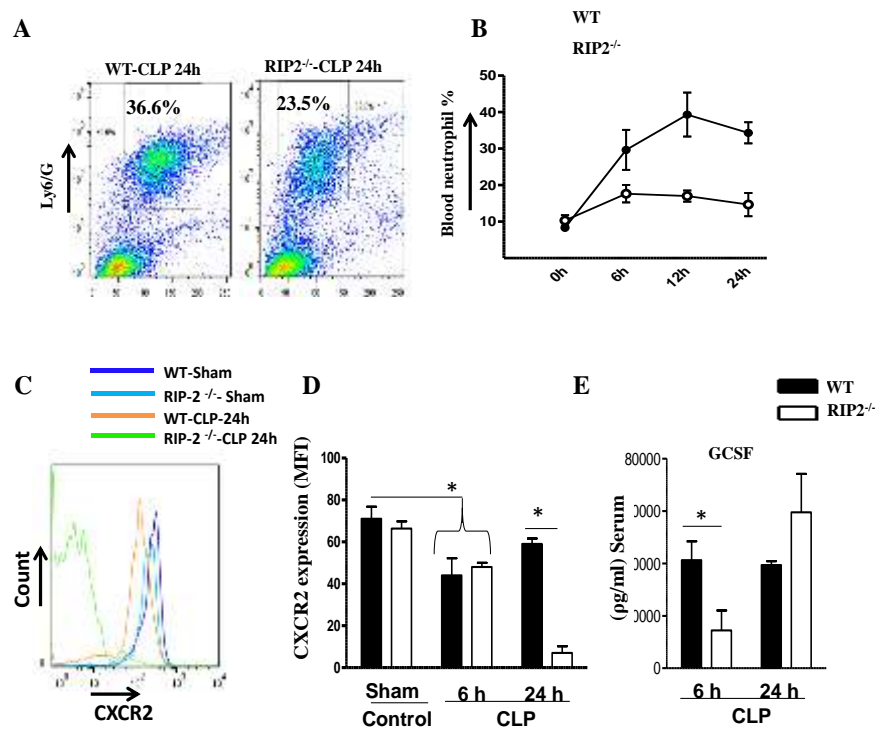 A
WT-CLP 24h
RIP2-/--CLP 24h
36.6%
23.5%
Ly6/G
B
WT
RIP2-/-
Blood neutrophil %
50
40
30
20
10
0h
6h
12h
24h
C
WT-Sham
RIP-2 -/-- Sham
WT-CLP-24h
RIP-2 -/--CLP 24h
Count
CXCR2
D
CXCR2 expression (MFI)
100
80
60
40
20
0
*
*
Sham
6 h
24 h
Control
CLP
E
WT
RIP2-/-
GCSF
(ρg/ml) Serum
80000
0000
0000
0000
0
*
6 h
24 h
CLP